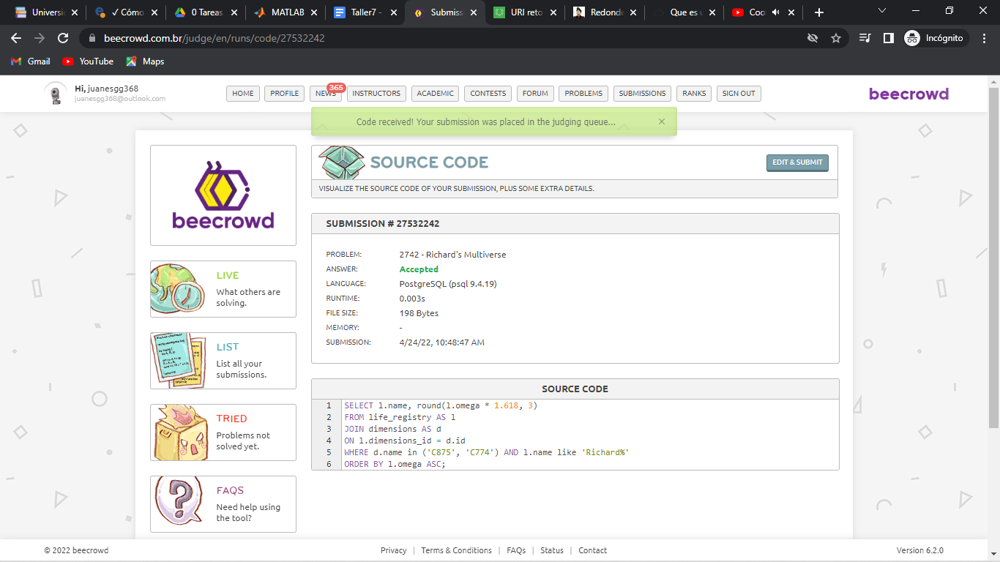 Universi
✓ Cómo
0 Tareas
MATLAB
Taller7 -
Submiss
URI reto
Redonde
Que es u
Coo
beecrowd.com.br/judge/en/runs/code/27532242
Incógnito
Gmail
YouTube
Maps
Hi, juanesgg368
juanesgg368@outlook.com
HOME
PROFILE
NEWS
365
INSTRUCTORS
ACADEMIC
CONTESTS
FORUM
PROBLEMS
SUBMISSIONS
RANKS
SIGN OUT
beecrowd
Code received! Your submission was placed in the judging queue...
beecrowd
LIVE
What others are
solving.
LIST
List all your
submissions.
TRIED
Problems not
solved yet.
FAQS
Need help using
the tool?
SOURCE CODE
EDIT & SUBMIT
VISUALIZE THE SOURCE CODE OF YOUR SUBMISSION, PLUS SOME EXTRA DETAILS.
SUBMISSION # 27532242
PROBLEM: 2742 - Richard's Multiverse
ANSWER: Accepted
LANGUAGE: PostgreSQL (psql 9.4.19)
RUNTIME: 0.003s
FILE SIZE: 198 Bytes
MEMORY: -
SUBMISSION: 4/24/22, 10:48:47 AM
SOURCE CODE
1 SELECT l.name, round(l.omega * 1.618, 3)
2 FROM life_registry AS l
3 JOIN dimensions AS d
4 ON l.dimensions_id = d.id
5 WHERE d.name in ('C875', 'C774') AND l.name like 'Richard%'
6 ORDER BY l.omega ASC;
© 2022 beecrowd
Privacy | Terms & Conditions | FAQs | Status | Contact
Version 6.2.0